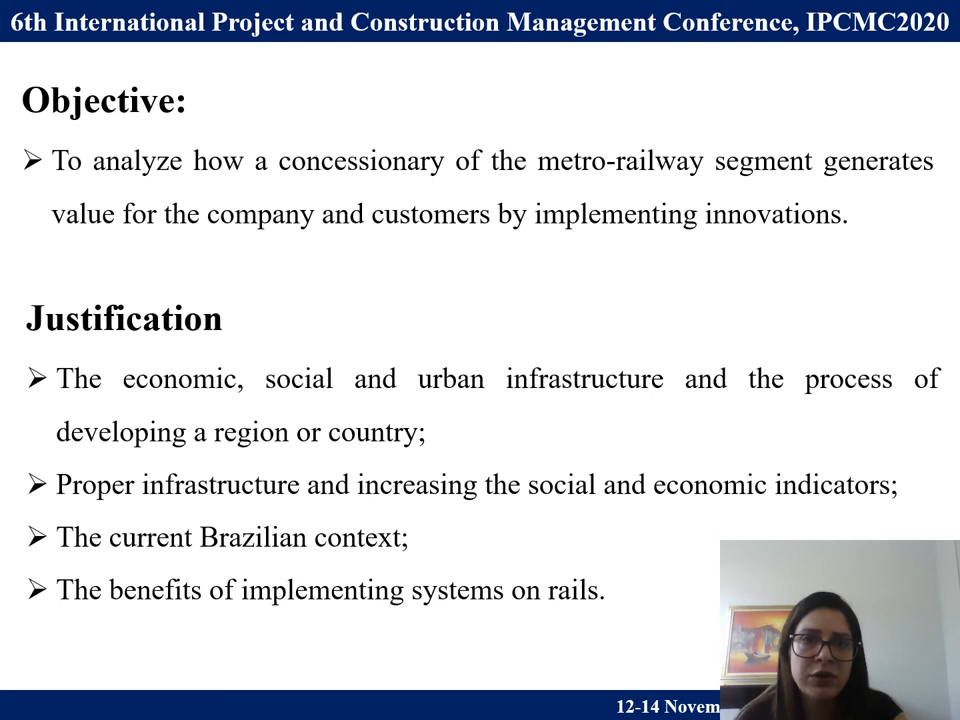 6th International Project and Construction Management Conference, IPCMC2020
Objective:
➢ To analyze how a concessionary of the metro-railway segment generates
value for the company and customers by implementing innovations.
Justification
➢ The economic, social and urban infrastructure and the process of
developing a region or country;
➢ Proper infrastructure and increasing the social and economic indicators;
➢ The current Brazilian context;
➢ The benefits of implementing systems on rails.
12-14